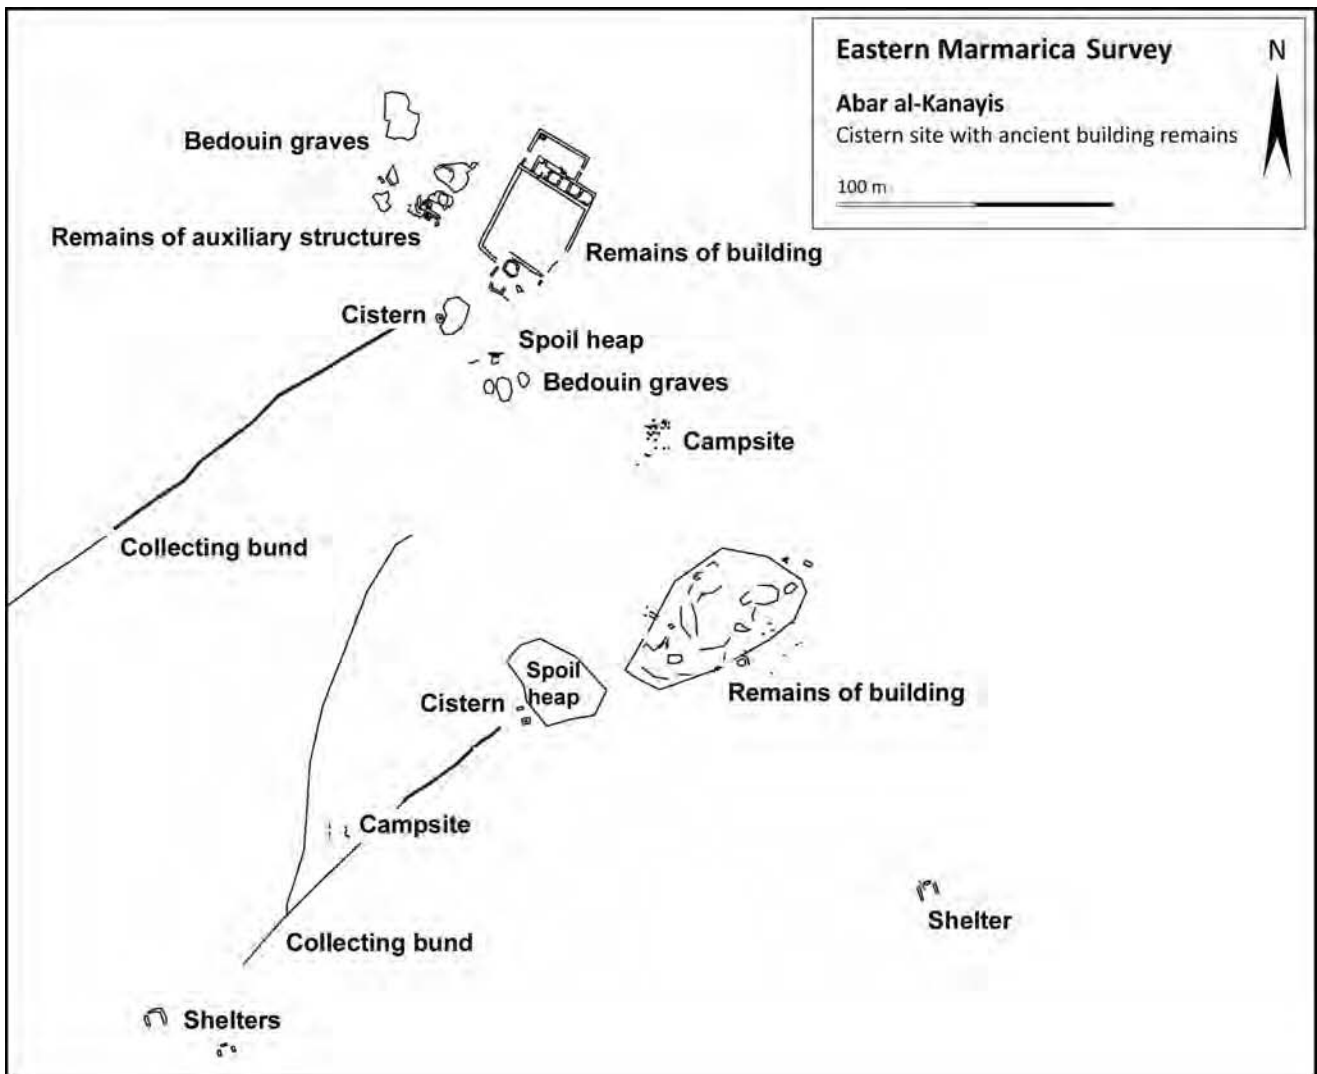 Eastern Marmarica Survey
N
Abar al-Kanayis
Cistern site with ancient building remains
100 m
Bedouin graves
Remains of auxiliary structures
Remains of building
Cistern
Spoil heap
Bedouin graves
Campsite
Collecting bund
Spoil
heap
Cistern
Remains of building
Campsite
Shelter
Collecting bund
Shelters